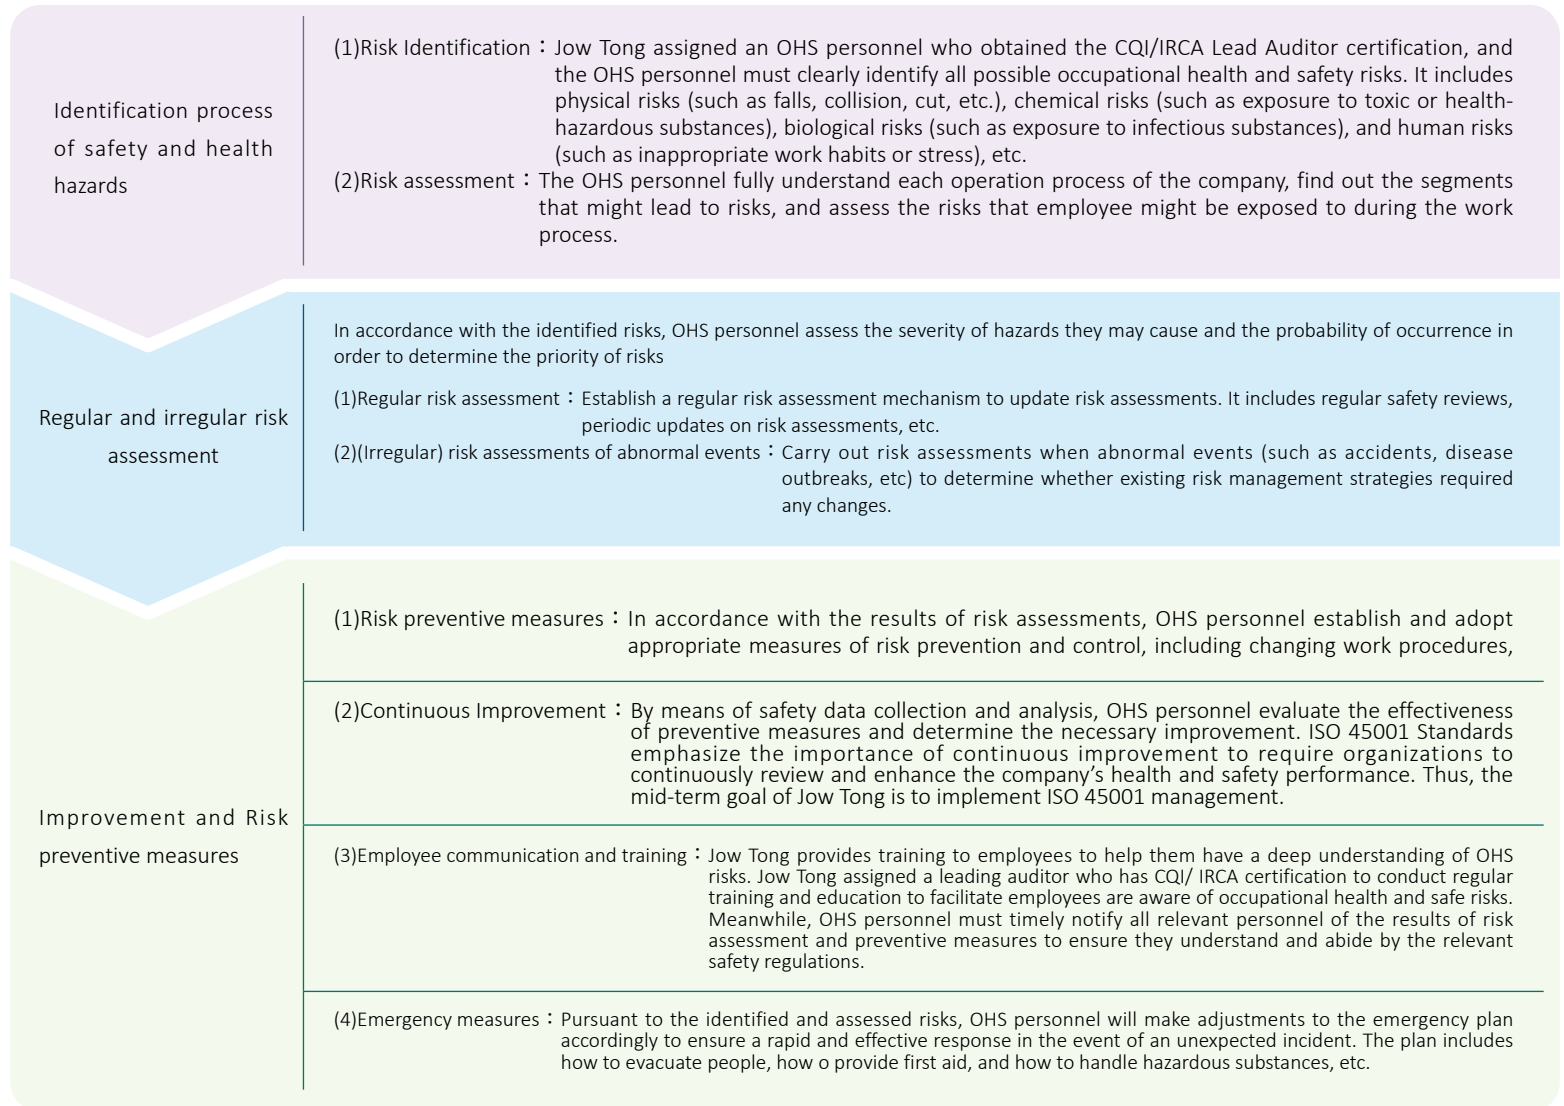 Identification process
of safety and health
hazards
(1)Risk Identification：Jow Tong assigned an OHS personnel who obtained the CQI/IRCA Lead Auditor certification, and
the OHS personnel must clearly identify all possible occupational health and safety risks. It includes
physical risks (such as falls, collision, cut, etc.), chemical risks (such as exposure to toxic or health-
hazardous substances), biological risks (such as exposure to infectious substances), and human risks
(such as inappropriate work habits or stress), etc.
(2)Risk assessment：The OHS personnel fully understand each operation process of the company, find out the segments
that might lead to risks, and assess the risks that employee might be exposed to during the work
process.
Regular and irregular risk
assessment
In accordance with the identified risks, OHS personnel assess the severity of hazards they may cause and the probability of occurrence in
order to determine the priority of risks
(1)Regular risk assessment：Establish a regular risk assessment mechanism to update risk assessments. It includes regular safety reviews,
periodic updates on risk assessments, etc.
(2)(Irregular) risk assessments of abnormal events：Carry out risk assessments when abnormal events (such as accidents, disease
outbreaks, etc) to determine whether existing risk management strategies required
any changes.
Improvement and Risk
preventive measures
(1)Risk preventive measures：In accordance with the results of risk assessments, OHS personnel establish and adopt
appropriate measures of risk prevention and control, including changing work procedures,
(2)Continuous Improvement：By means of safety data collection and analysis, OHS personnel evaluate the effectiveness
of preventive measures and determine the necessary improvement. ISO 45001 Standards
emphasize the importance of continuous improvement to require organizations to
continuously review and enhance the company’s health and safety performance. Thus, the
mid-term goal of Jow Tong is to implement ISO 45001 management.
(3)Employee communication and training：Jow Tong provides training to employees to help them have a deep understanding of OHS
risks. Jow Tong assigned a leading auditor who has CQI/ IRCA certification to conduct regular
training and education to facilitate employees are aware of occupational health and safe risks.
Meanwhile, OHS personnel must timely notify all relevant personnel of the results of risk
assessment and preventive measures to ensure they understand and abide by the relevant
safety regulations.
(4)Emergency measures：Pursuant to the identified and assessed risks, OHS personnel will make adjustments to the emergency plan
accordingly to ensure a rapid and effective response in the event of an unexpected incident. The plan includes
how to evacuate people, how o provide first aid, and how to handle hazardous substances, etc.